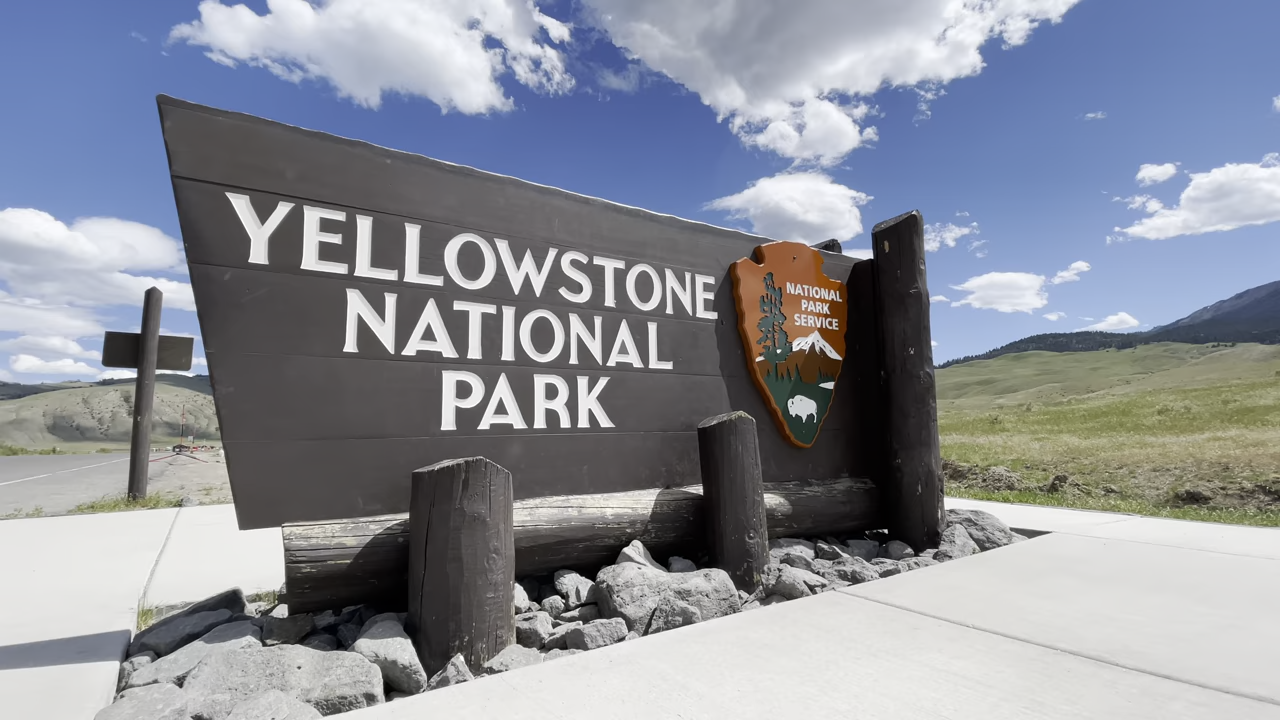 YELLOWSTONE
NATIONAL
PARK
NATIONAL
PARK
SERVICE